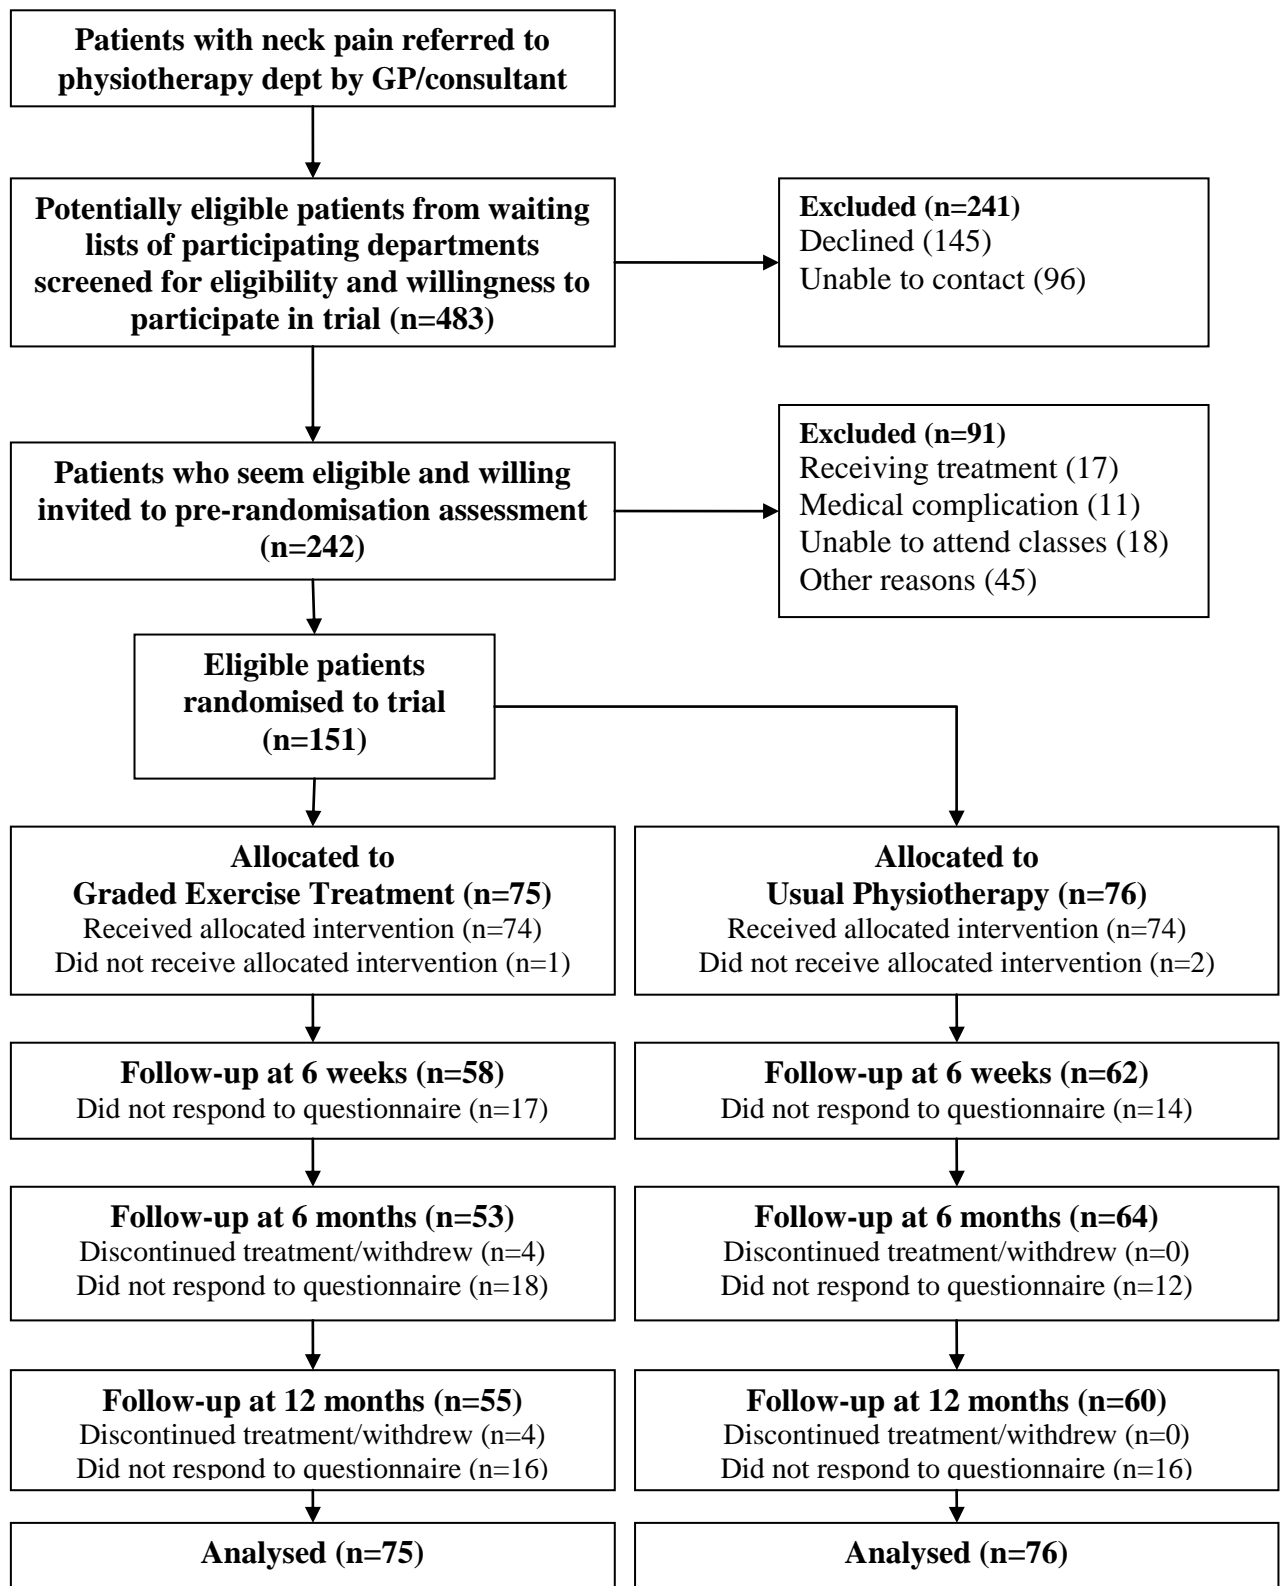 Patients with neck pain referred to
physiotherapy dept by GP/consultant
Potentially eligible patients from waiting
lists of participating departments
screened for eligibility and willingness to
participate in trial (n=483)
Excluded (n=241)
Declined (145)
Unable to contact (96)
Patients who seem eligible and willing
invited to pre-randomisation assessment
(n=242)
Excluded (n=91)
Receiving treatment (17)
Medical complication (11)
Unable to attend classes (18)
Other reasons (45)
Eligible patients
randomised to trial
(n=151)
Allocated to
Graded Exercise Treatment (n=75)
Received allocated intervention (n=74)
Did not receive allocated intervention (n=1)
Allocated to
Usual Physiotherapy (n=76)
Received allocated intervention (n=74)
Did not receive allocated intervention (n=2)
Follow-up at 6 weeks (n=58)
Did not respond to questionnaire (n=17)
Follow-up at 6 weeks (n=62)
Did not respond to questionnaire (n=14)
Follow-up at 6 months (n=53)
Discontinued treatment/withdrew (n=4)
Did not respond to questionnaire (n=18)
Follow-up at 6 months (n=64)
Discontinued treatment/withdrew (n=0)
Did not respond to questionnaire (n=12)
Follow-up at 12 months (n=55)
Discontinued treatment/withdrew (n=4)
Did not respond to questionnaire (n=16)
Follow-up at 12 months (n=60)
Discontinued treatment/withdrew (n=0)
Did not respond to questionnaire (n=16)
Analysed (n=75)
Analysed (n=76)